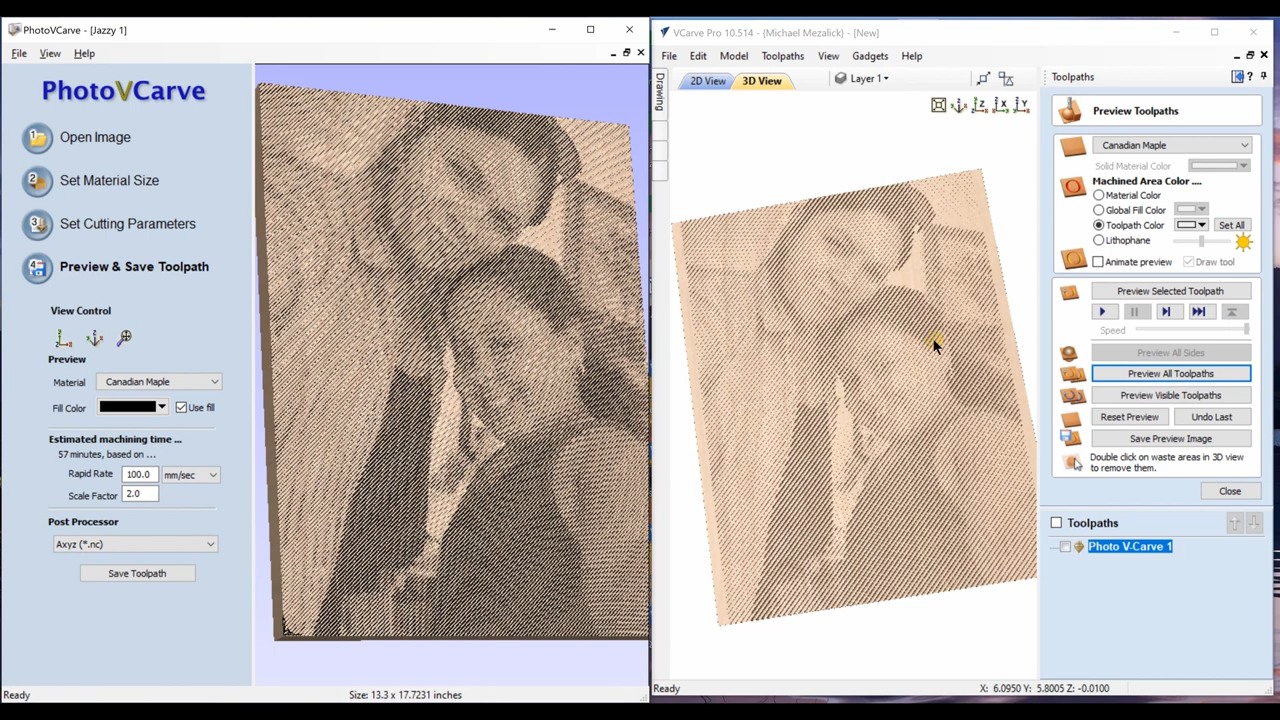 PhotoVCarve - [Jazzy 1]
File View Help
PhotoVCarve
1 Open Image
2 Set Material Size
3 Set Cutting Parameters
4 Preview & Save Toolpath
View Control
Preview
Material Canadian Maple
Fill Color Use fill
Estimated machining time ...
57 minutes, based on ...
Rapid Rate 100.0 mm/sec
Scale Factor 2.0
Post Processor
Axyz (*.nc)
Save Toolpath
Ready Size: 13.3 x 17.7231 inches
VCarve Pro 10.514 - (Michael Mezalick) - [New]
File Edit Model Toolpaths View Gadgets Help
Drawing
2D View 3D View Layer 1
Z X Y
Toolpaths
Preview Toolpaths
Canadian Maple
Solid Material Color
Machined Area Color ....
Material Color
Global Fill Color
Toolpath Color Set All
Lithophane
Animate preview Draw tool
Preview Selected Toolpath
Speed
Preview All Sides
Preview All Toolpaths
Preview Visible Toolpaths
Reset Preview Undo Last
Save Preview Image
Double click on waste areas in 3D view
to remove them.
Close
Toolpaths
Photo V-Carve 1
Ready X: 6.0950 Y: 5.8005 Z: -0.0100